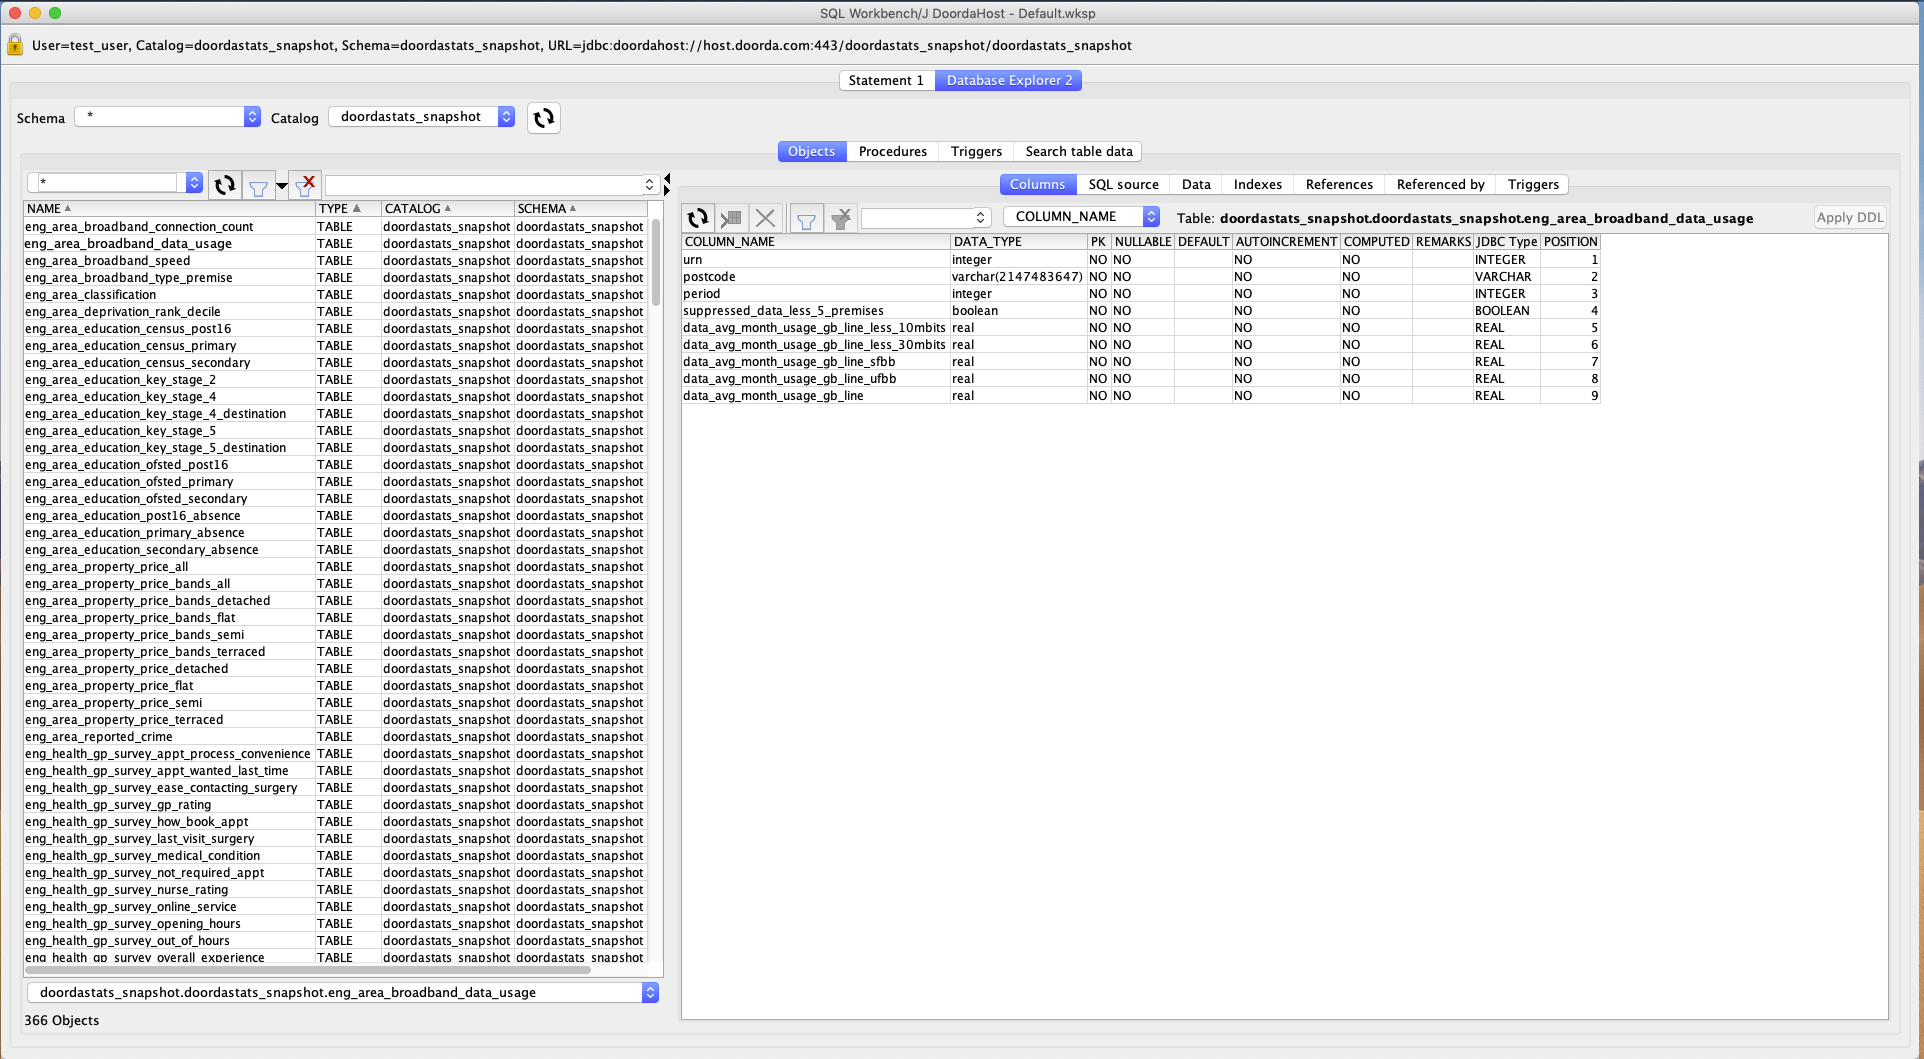 SQL Workbench/J DoordaHost - Default.wksp
User=test_user, Catalog=doordastats_snapshot, Schema=doordastats_snapshot, URL=jdbc:doordahost://host.doorda.com:443/doordastats_snapshot/doordastats_snapshot
Statement 1 Database Explorer 2
Schema * Catalog doordastats_snapshot
Objects Procedures Triggers Search table data
*
NAME TYPE CATALOG SCHEMA
eng_area_broadband_connection_count TABLE doordastats_snapshot doordastats_snapshot
eng_area_broadband_data_usage TABLE doordastats_snapshot doordastats_snapshot
eng_area_broadband_speed TABLE doordastats_snapshot doordastats_snapshot
eng_area_broadband_type_premise TABLE doordastats_snapshot doordastats_snapshot
eng_area_classification TABLE doordastats_snapshot doordastats_snapshot
eng_area_deprivation_rank_decile TABLE doordastats_snapshot doordastats_snapshot
eng_area_education_census_post16 TABLE doordastats_snapshot doordastats_snapshot
eng_area_education_census_primary TABLE doordastats_snapshot doordastats_snapshot
eng_area_education_census_secondary TABLE doordastats_snapshot doordastats_snapshot
eng_area_education_key_stage_2 TABLE doordastats_snapshot doordastats_snapshot
eng_area_education_key_stage_4 TABLE doordastats_snapshot doordastats_snapshot
eng_area_education_key_stage_4_destination TABLE doordastats_snapshot doordastats_snapshot
eng_area_education_key_stage_5 TABLE doordastats_snapshot doordastats_snapshot
eng_area_education_key_stage_5_destination TABLE doordastats_snapshot doordastats_snapshot
eng_area_education_ofsted_post16 TABLE doordastats_snapshot doordastats_snapshot
eng_area_education_ofsted_primary TABLE doordastats_snapshot doordastats_snapshot
eng_area_education_ofsted_secondary TABLE doordastats_snapshot doordastats_snapshot
eng_area_education_post16_absence TABLE doordastats_snapshot doordastats_snapshot
eng_area_education_primary_absence TABLE doordastats_snapshot doordastats_snapshot
eng_area_education_secondary_absence TABLE doordastats_snapshot doordastats_snapshot
eng_area_property_price_all TABLE doordastats_snapshot doordastats_snapshot
eng_area_property_price_bands_all TABLE doordastats_snapshot doordastats_snapshot
eng_area_property_price_bands_detached TABLE doordastats_snapshot doordastats_snapshot
eng_area_property_price_bands_flat TABLE doordastats_snapshot doordastats_snapshot
eng_area_property_price_bands_semi TABLE doordastats_snapshot doordastats_snapshot
eng_area_property_price_bands_terraced TABLE doordastats_snapshot doordastats_snapshot
eng_area_property_price_detached TABLE doordastats_snapshot doordastats_snapshot
eng_area_property_price_flat TABLE doordastats_snapshot doordastats_snapshot
eng_area_property_price_semi TABLE doordastats_snapshot doordastats_snapshot
eng_area_property_price_terraced TABLE doordastats_snapshot doordastats_snapshot
eng_area_reported_crime TABLE doordastats_snapshot doordastats_snapshot
eng_health_gp_survey_appt_process_convenience TABLE doordastats_snapshot doordastats_snapshot
eng_health_gp_survey_appt_wanted_last_time TABLE doordastats_snapshot doordastats_snapshot
eng_health_gp_survey_ease_contacting_surgery TABLE doordastats_snapshot doordastats_snapshot
eng_health_gp_survey_gp_rating TABLE doordastats_snapshot doordastats_snapshot
eng_health_gp_survey_how_book_appt TABLE doordastats_snapshot doordastats_snapshot
eng_health_gp_survey_last_visit_surgery TABLE doordastats_snapshot doordastats_snapshot
eng_health_gp_survey_medical_condition TABLE doordastats_snapshot doordastats_snapshot
eng_health_gp_survey_not_required_appt TABLE doordastats_snapshot doordastats_snapshot
eng_health_gp_survey_nurse_rating TABLE doordastats_snapshot doordastats_snapshot
eng_health_gp_survey_online_service TABLE doordastats_snapshot doordastats_snapshot
eng_health_gp_survey_opening_hours TABLE doordastats_snapshot doordastats_snapshot
eng_health_gp_survey_out_of_hours TABLE doordastats_snapshot doordastats_snapshot
eng_health_gp_survey_overall_experience TABLE doordastats_snapshot doordastats_snapshot
doordastats_snapshot.doordastats_snapshot.eng_area_broadband_data_usage
366 Objects
Columns SQL source Data Indexes References Referenced by Triggers
COLUMN_NAME Table: doordastats_snapshot.doordastats_snapshot.eng_area_broadband_data_usage Apply DDL
COLUMN_NAME DATA_TYPE PK NULLABLE DEFAULT AUTOINCREMENT COMPUTED REMARKS JDBC Type POSITION
urn integer NO NO NO NO INTEGER 1
postcode varchar(2147483647) NO NO NO NO VARCHAR 2
period integer NO NO NO NO INTEGER 3
suppressed_data_less_5_premises boolean NO NO NO NO BOOLEAN 4
data_avg_month_usage_gb_line_less_10mbits real NO NO NO NO REAL 5
data_avg_month_usage_gb_line_less_30mbits real NO NO NO NO REAL 6
data_avg_month_usage_gb_line_sfbb real NO NO NO NO REAL 7
data_avg_month_usage_gb_line_ufbb real NO NO NO NO REAL 8
data_avg_month_usage_gb_line real NO NO NO NO REAL 9